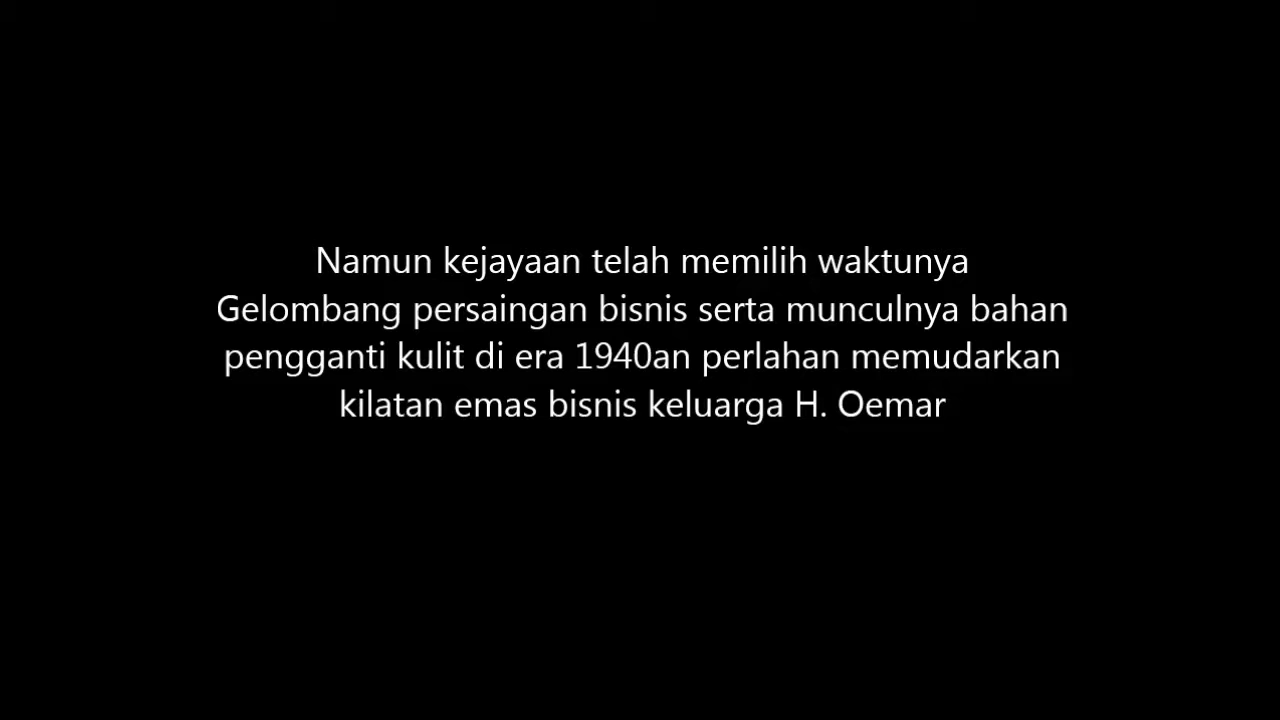 Namun kejayaan telah memilih waktunya
Gelombang persaingan bisnis serta munculnya bahan
pengganti kulit di era 1940an perlahan memudarkan
kilatan emas bisnis keluarga H. Oemar